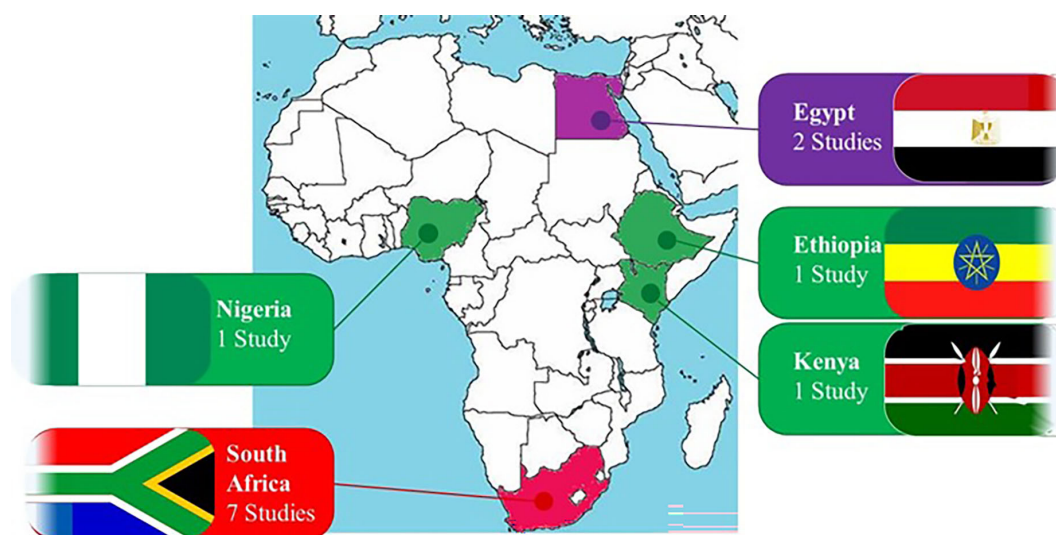 Egypt
2 Studies
Ethiopia
1 Study
Nigeria
1 Study
Kenya
1 Study
South
Africa
7 Studies